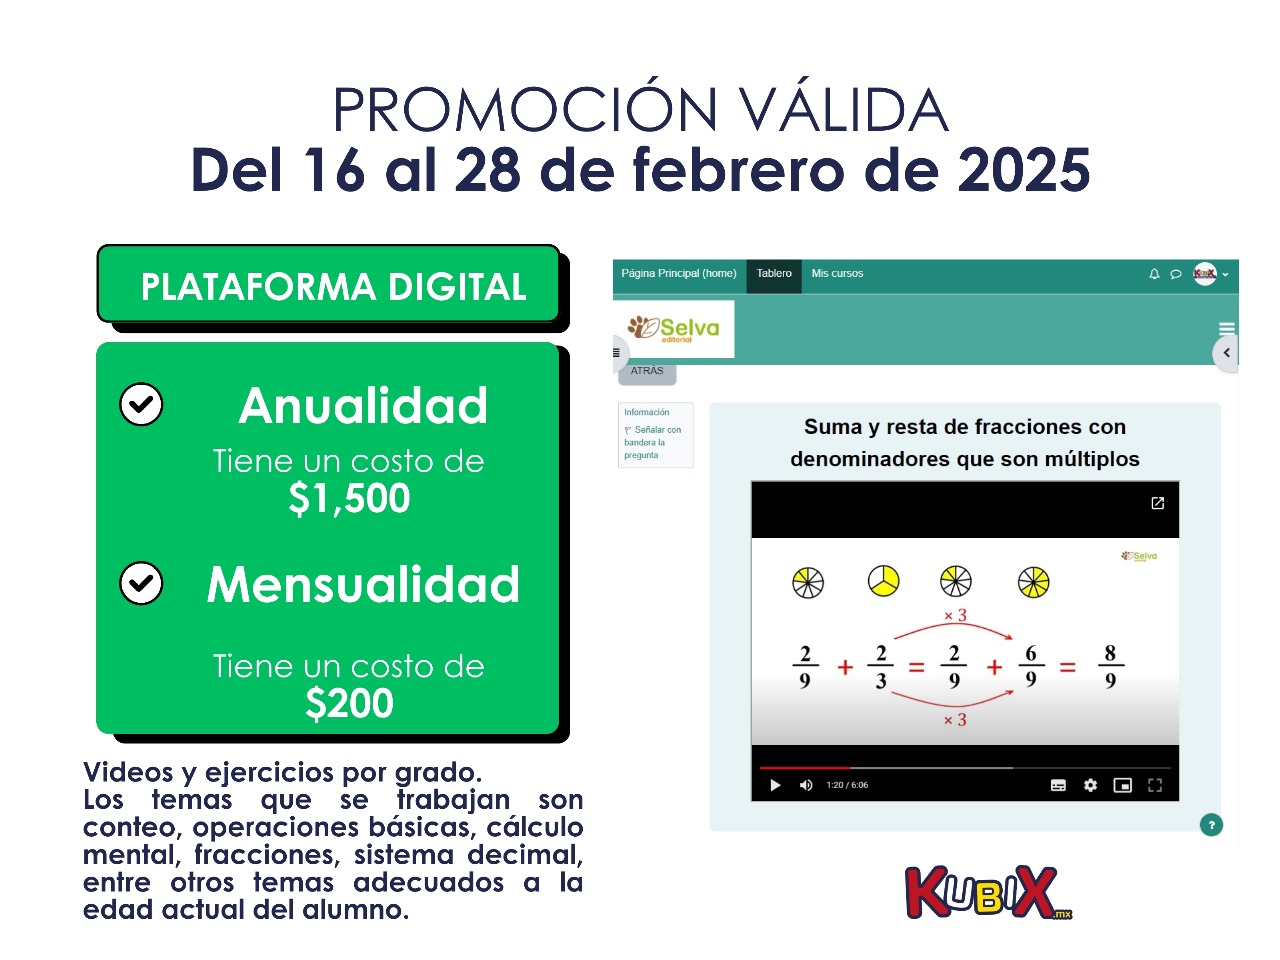 PROMOCIÓN VÁLIDA
Del 16 al 28 de febrero de 2025
PLATAFORMA DIGITAL
Anualidad
Tiene un costo de
$1,500
Mensualidad
Tiene un costo de
$200
Videos y ejercicios por grado.
Los temas que se trabajan son
conteo, operaciones básicas, cálculo
mental, fracciones, sistema decimal,
entre otros temas adecuados a la
edad actual del alumno.
Página Principal (home) Tablero Mis cursos
KUBIX
Selva
editorial
ATRÁS
Información
Señalar con
bandera la
pregunta
Suma y resta de fracciones con
denominadores que son múltiplos
Selva
editorial
× 3
2/9 + 2/3 = 2/9 + 6/9 = 8/9
× 3
1:20 / 6:06
?
KUBIX.mx